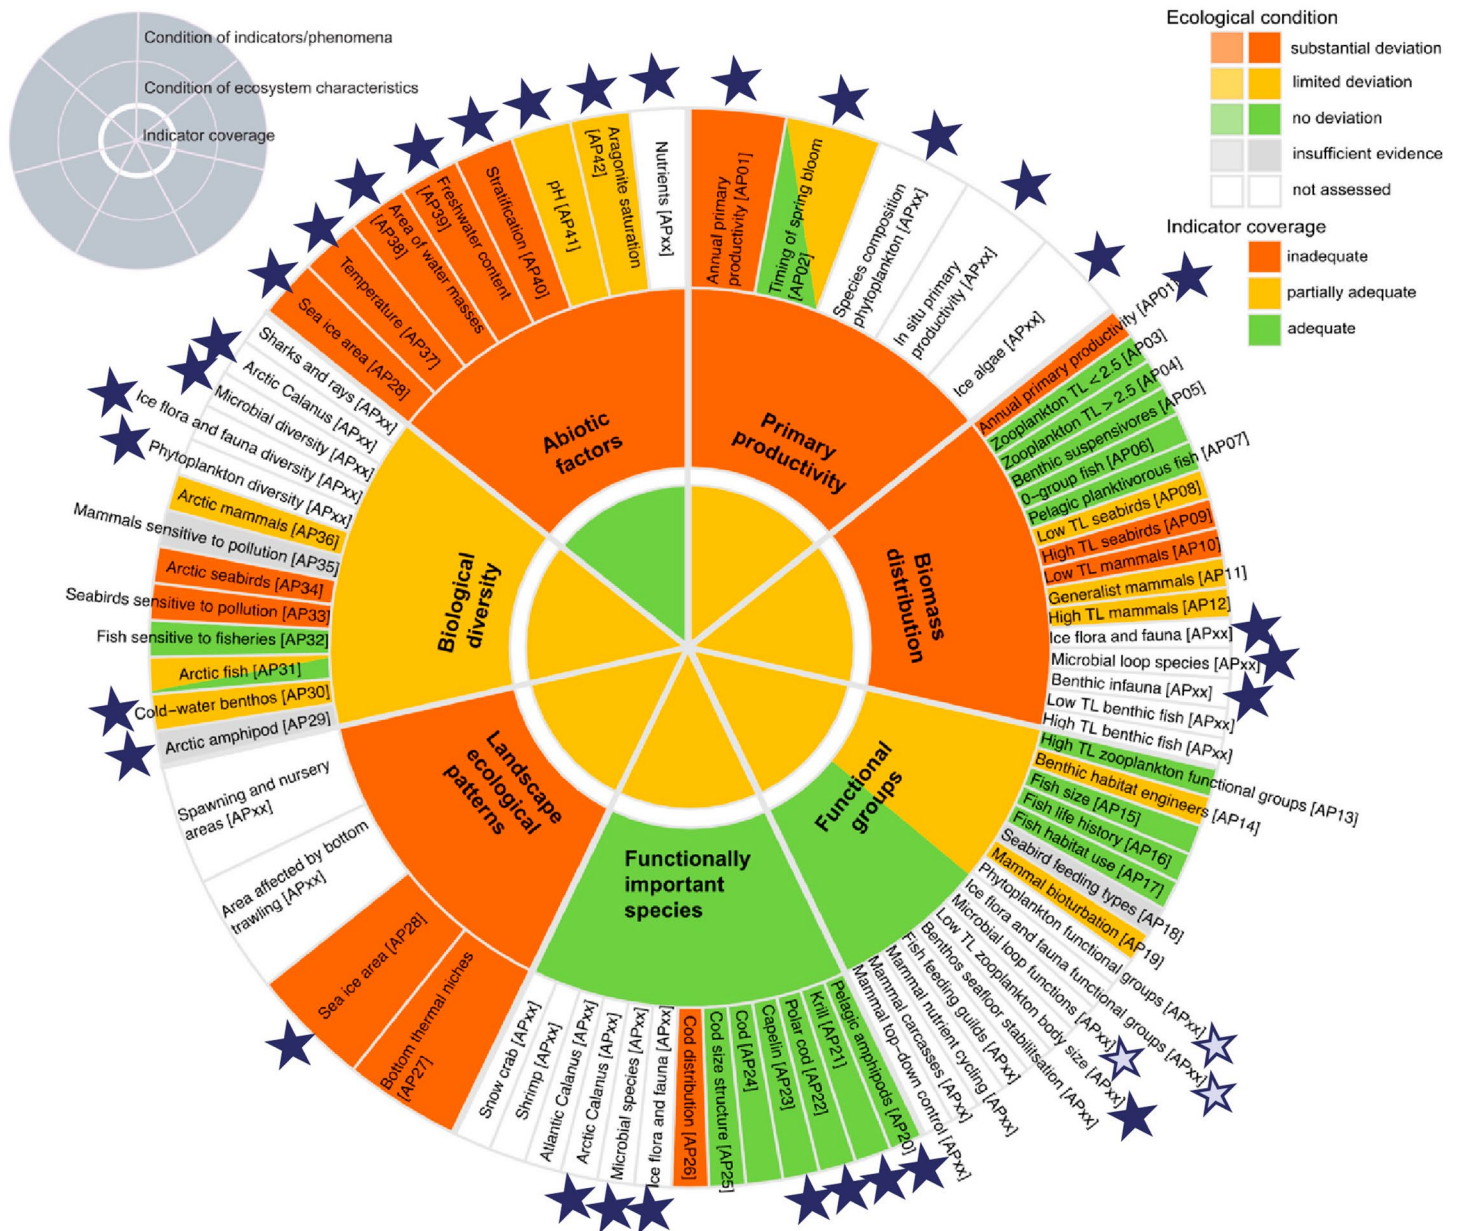 Condition of indicators/phenomena
Condition of ecosystem characteristics
Indicator coverage
Ecological condition
substantial deviation
limited deviation
no deviation
insufficient evidence
not assessed
Indicator coverage
inadequate
partially adequate
adequate
Annual primary
productivity [AP01]
Timing of spring bloom
[AP02]
Species composition
phytoplankton [APxx]
In situ primary
productivity [APxx]
Ice algae [APxx]
Annual primary productivity [AP01]
Zooplankton TL < 2.5 [AP03]
Zooplankton TL > 2.5 [AP04]
Benthic suspensivores [AP05]
0–group fish [AP06]
Pelagic planktivorous fish [AP07]
Low TL seabirds [AP08]
High TL seabirds [AP09]
Low TL mammals [AP10]
Generalist mammals [AP11]
High TL mammals [AP12]
Ice flora and fauna [APxx]
Microbial loop species [APxx]
Benthic infauna [APxx]
Low TL benthic fish [APxx]
High TL benthic fish [APxx]
High TL zooplankton functional groups [AP13]
Benthic habitat engineers [AP14]
Fish size [AP15]
Fish life history [AP16]
Fish habitat use [AP17]
Seabird feeding types [AP18]
Mammal bioturbation [AP19]
Phytoplankton functional groups [APxx]
Ice flora and fauna functional groups [APxx]
Microbial loop functions [APxx]
Low TL zooplankton body size [APxx]
Benthos seafloor stabilitsation [APxx]
Fish feeding guilds [APxx]
Mammal nutrient cycling [APxx]
Mammal carcasses [APxx]
Mammal top–down control [APxx]
Pelagic amphipods [AP20]
Krill [AP21]
Polar cod [AP22]
Capelin [AP23]
Cod [AP24]
Cod size structure [AP25]
Cod distribution [AP26]
Ice flora and fauna [APxx]
Microbial species [APxx]
Arctic Calanus [APxx]
Atlantic Calanus [APxx]
Shrimp [APxx]
Snow crab [APxx]
Bottom thermal niches
[AP27]
Sea ice area [AP28]
Area affected by bottom
trawling [APxx]
Spawning and nursery
areas [APxx]
Arctic amphipod [AP29]
Cold–water benthos [AP30]
Arctic fish [AP31]
Fish sensitive to fisheries [AP32]
Seabirds sensitive to pollution [AP33]
Arctic seabirds [AP34]
Mammals sensitive to pollution [AP35]
Arctic mammals [AP36]
Phytoplankton diversity [APxx]
Ice flora and fauna diversity [APxx]
Microbial diversity [APxx]
Arctic Calanus [APxx]
Sharks and rays [APxx]
Sea ice area [AP28]
Temperature [AP37]
Area of water masses
[AP38]
Freshwater content
[AP39]
Stratification [AP40]
pH [AP41]
Aragonite saturation
[AP42]
Nutrients [APxx]
Abiotic
factors
Primary
productivity
Biomass
distribution
Functional
groups
Functionally
important
species
Landscape
ecological
patterns
Biological
diversity